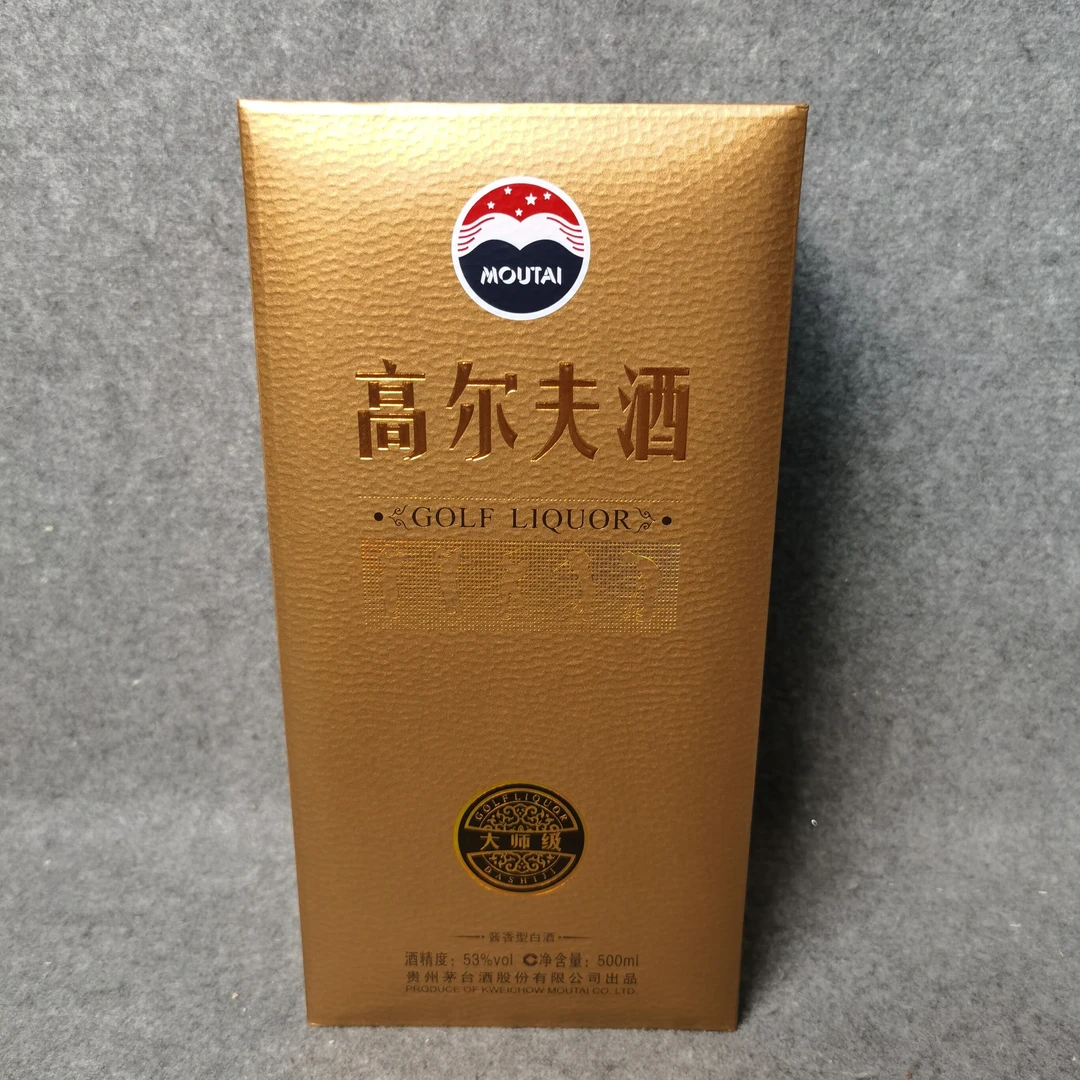 MOUTAI
高尔夫酒
GOLF LIQUOR
GOLF LIQUOR
大师级
DASHIJI
酱香型白酒
酒精度：53%vol 净含量：500ml
贵州茅台酒股份有限公司出品
PRODUCE OF KWEICHOW MOUTAI CO., LTD.